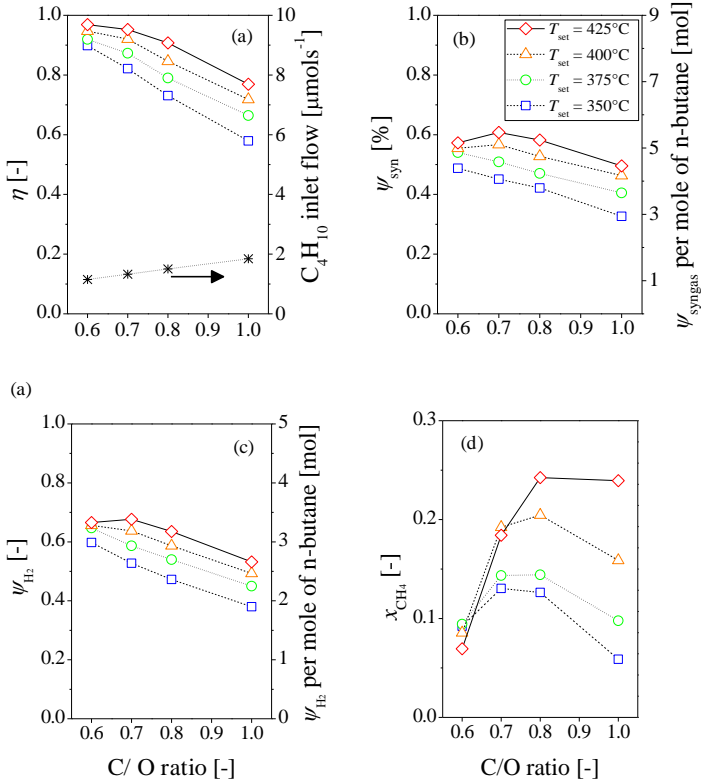 1.0
0.8
0.6
0.4
0.2
0.0
η [-]
(a)
10
8
6
4
2
0
C₄H₁₀ inlet flow [μmols⁻¹]
0.6 0.7 0.8 0.9 1.0
1.0
0.8
0.6
0.4
0.2
0.0
ψsyn [%]
(b)
T set = 425°C
T set = 400°C
T set = 375°C
T set = 350°C
9
7
5
3
1
ψsyngas per mole of n-butane [mol]
0.6 0.7 0.8 0.9 1.0
(a)
1.0
0.8
0.6
0.4
0.2
0.0
ψH2 [-]
(c)
5
4
3
2
1
0
ψH2 per mole of n-butane [mol]
0.6 0.7 0.8 0.9 1.0
C/ O ratio [-]
0.3
0.2
0.1
0.0
xCH4 [-]
(d)
0.6 0.7 0.8 0.9 1.0
C/O ratio [-]